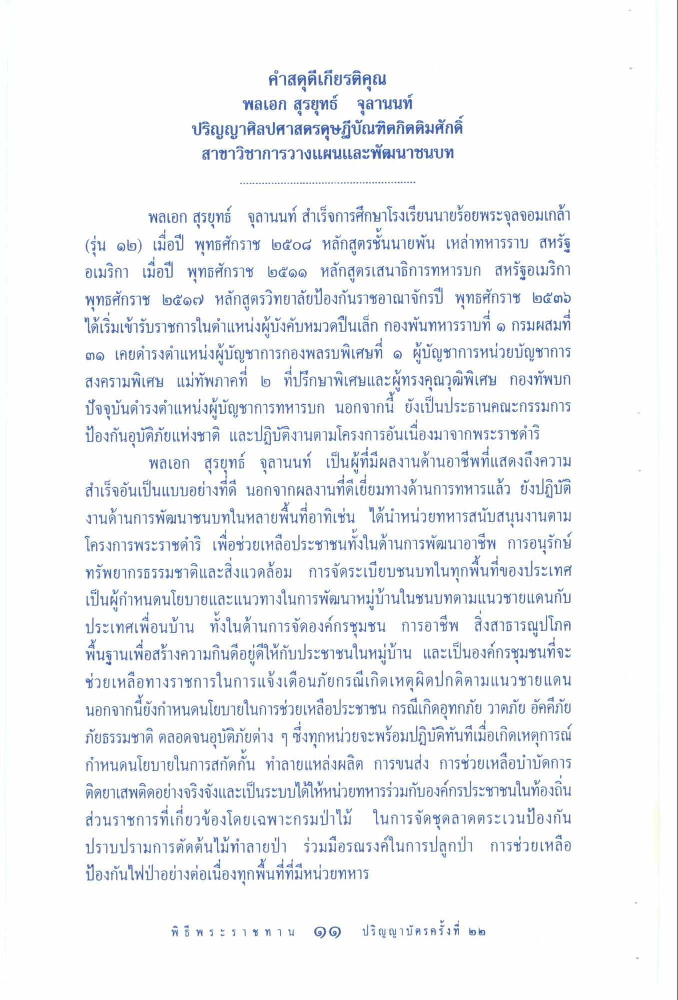 คำสดุดีเกียรติคุณ
พลเอก สุรยุทธ์ จุลานนท์
ปริญญาศิลปศาสตรดุษฎีบัณฑิตกิตติมศักดิ์
สาขาวิชาการวางแผนและพัฒนาชนบท
พลเอก สุรยุทธ์ จุลานนท์ สำเร็จการศึกษาโรงเรียนนายร้อยพระจุลจอมเกล้า
(รุ่น ๑๒) เมื่อปี พุทธศักราช ๒๕๐๘ หลักสูตรชั้นนายพัน เหล่าทหารราบ สหรัฐ
อเมริกา เมื่อปี พุทธศักราช ๒๕๑๑ หลักสูตรเสนาธิการทหารบก สหรัฐอเมริกา
พุทธศักราช ๒๕๑๗ หลักสูตรวิทยาลัยป้องกันราชอาณาจักรปี พุทธศักราช ๒๕๓๖
ได้เริ่มเข้ารับราชการในตำแหน่งผู้บังคับหมวดปืนเล็ก กองพันทหารราบที่ ๑ กรมผสมที่
๓๑ เคยดำรงตำแหน่งผู้บัญชาการกองพลรบพิเศษที่ ๑ ผู้บัญชาการหน่วยบัญชาการ
สงครามพิเศษ แม่ทัพภาคที่ ๒ ที่ปรึกษาพิเศษและผู้ทรงคุณวุฒิพิเศษ กองทัพบก
ปัจจุบันดำรงตำแหน่งผู้บัญชาการทหารบก นอกจากนี้ ยังเป็นประธานคณะกรรมการ
ป้องกันอุบัติภัยแห่งชาติ และปฏิบัติงานตามโครงการอันเนื่องมาจากพระราชดำริ
พลเอก สุรยุทธ์ จุลานนท์ เป็นผู้ที่มีผลงานด้านอาชีพที่แสดงถึงความ
สำเร็จอันเป็นแบบอย่างที่ดี นอกจากผลงานที่ดีเยี่ยมทางด้านการทหารแล้ว ยังปฏิบัติ
งานด้านการพัฒนาชนบทในหลายพื้นที่อาทิเช่น ได้นำหน่วยทหารสนับสนุนงานตาม
โครงการพระราชดำริ เพื่อช่วยเหลือประชาชนทั้งในด้านการพัฒนาอาชีพ การอนุรักษ์
ทรัพยากรธรรมชาติและสิ่งแวดล้อม การจัดระเบียบชนบทในทุกพื้นที่ของประเทศ
เป็นผู้กำหนดนโยบายและแนวทางในการพัฒนาหมู่บ้านในชนบทตามแนวชายแดนกับ
ประเทศเพื่อนบ้าน ทั้งในด้านการจัดองค์กรชุมชน การอาชีพ สิ่งสาธารณูปโภค
พื้นฐานเพื่อสร้างความกินดีอยู่ดีให้กับประชาชนในหมู่บ้าน และเป็นองค์กรชุมชนที่จะ
ช่วยเหลือทางราชการในการแจ้งเตือนภัยกรณีเกิดเหตุผิดปกติตามแนวชายแดน
นอกจากนี้ยังกำหนดนโยบายในการช่วยเหลือประชาชน กรณีเกิดอุทกภัย วาตภัย อัคคีภัย
ภัยธรรมชาติ ตลอดจนอุบัติภัยต่าง ๆ ซึ่งทุกหน่วยจะพร้อมปฏิบัติทันทีเมื่อเกิดเหตุการณ์
กำหนดนโยบายในการสกัดกั้น ทำลายแหล่งผลิต การขนส่ง การช่วยเหลือบำบัดการ
ติดยาเสพติดอย่างจริงจังและเป็นระบบได้ให้หน่วยทหารร่วมกับองค์กรประชาชนในท้องถิ่น
ส่วนราชการที่เกี่ยวข้องโดยเฉพาะกรมป่าไม้ ในการจัดชุดลาดตระเวนป้องกัน
ปราบปรามการตัดต้นไม้ทำลายป่า ร่วมมือรณรงค์ในการปลูกป่า การช่วยเหลือ
ป้องกันไฟป่าอย่างต่อเนื่องทุกพื้นที่ที่มีหน่วยทหาร
พิธีพระราชทาน ๑๑ ปริญญาบัตรครั้งที่ ๒๒